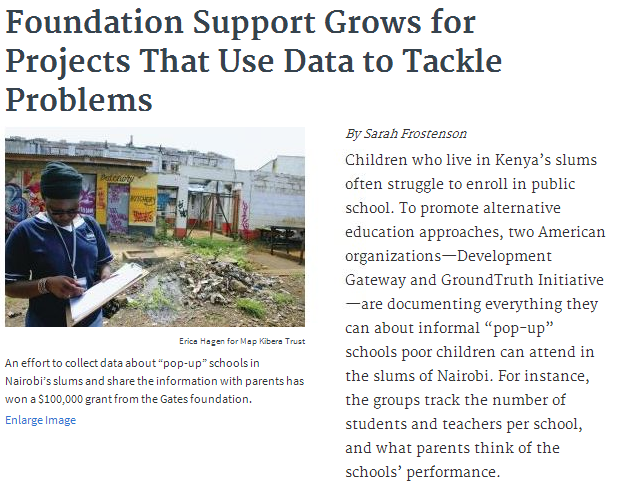 Foundation Support Grows for
Projects That Use Data to Tackle
Problems
Butchery
BUTCHERY
Erica Hagen for Map Kibera Trust
An effort to collect data about “pop-up” schools in
Nairobi’s slums and share the information with parents has
won a $100,000 grant from the Gates foundation.
Enlarge Image
By Sarah Frostenson
Children who live in Kenya’s slums
often struggle to enroll in public
school. To promote alternative
education approaches, two American
organizations—Development
Gateway and GroundTruth Initiative
—are documenting everything they
can about informal “pop-up”
schools poor children can attend in
the slums of Nairobi. For instance,
the groups track the number of
students and teachers per school,
and what parents think of the
schools’ performance.